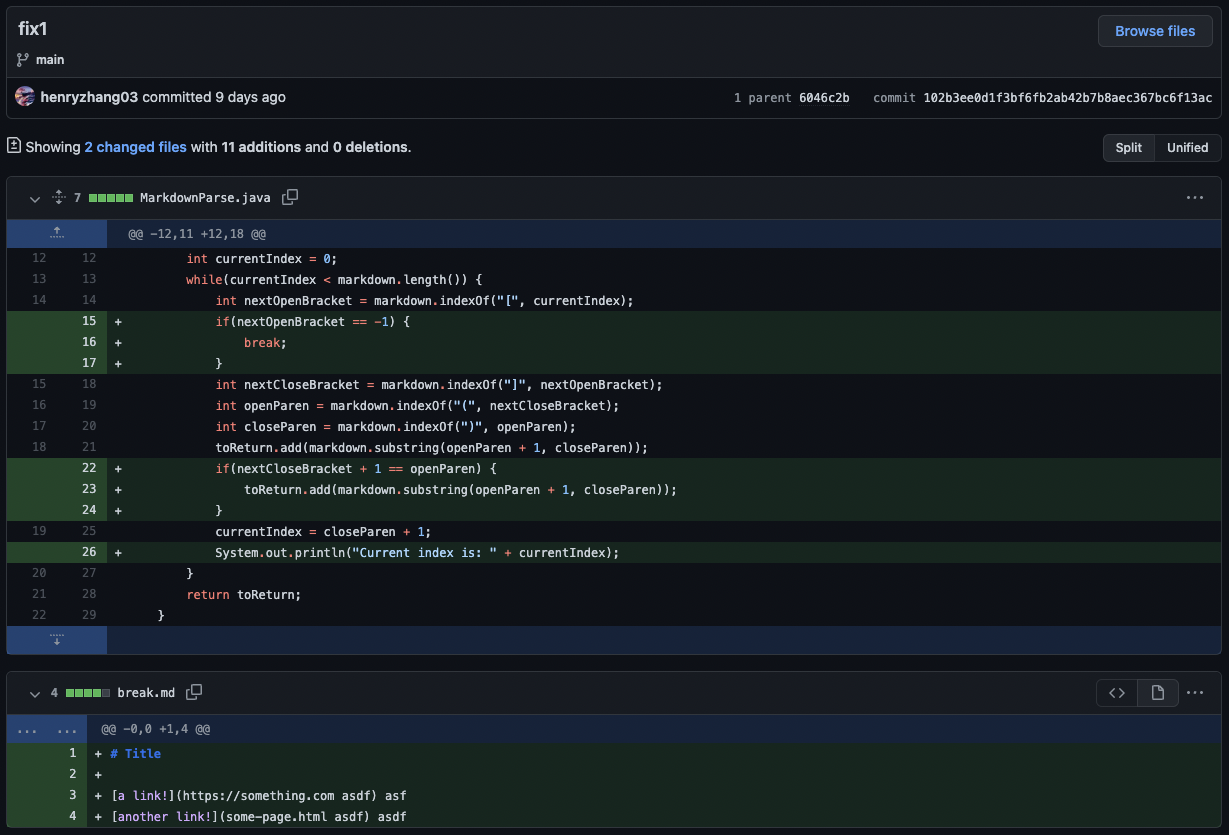 fix1
Browse files
main
henryzhang03 committed 9 days ago
1 parent 6046c2b commit 102b3ee0d1f3bf6fb2ab42b7b8aec367bc6f13ac
Showing 2 changed files with 11 additions and 0 deletions.
Split Unified
7 MarkdownParse.java
@@ -12,11 +12,18 @@
12 12 int currentIndex = 0;
13 13 while(currentIndex < markdown.length()) {
14 14 int nextOpenBracket = markdown.indexOf("[", currentIndex);
15 + if(nextOpenBracket == -1) {
16 + break;
17 + }
15 18 int nextCloseBracket = markdown.indexOf("]", nextOpenBracket);
16 19 int openParen = markdown.indexOf("(", nextCloseBracket);
17 20 int closeParen = markdown.indexOf(")", openParen);
18 21 toReturn.add(markdown.substring(openParen + 1, closeParen));
22 + if(nextCloseBracket + 1 == openParen) {
23 + toReturn.add(markdown.substring(openParen + 1, closeParen));
24 + }
19 25 currentIndex = closeParen + 1;
26 + System.out.println("Current index is: " + currentIndex);
20 27 }
21 28 return toReturn;
22 29 }
4 break.md
... ... @@ -0,0 +1,4 @@
1 + # Title
2 +
3 + [a link!](https://something.com asdf) asf
4 + [another link!](some-page.html asdf) asdf